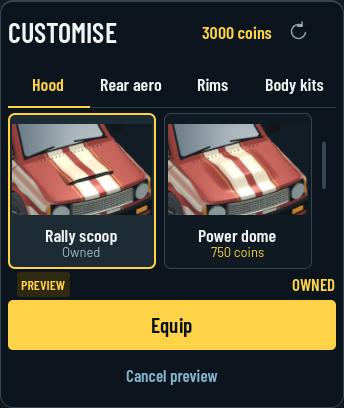 CUSTOMISE
3000 coins
Hood Rear aero Rims Body kits
Rally scoop
Owned
Power dome
750 coins
PREVIEW
OWNED
Equip
Cancel preview